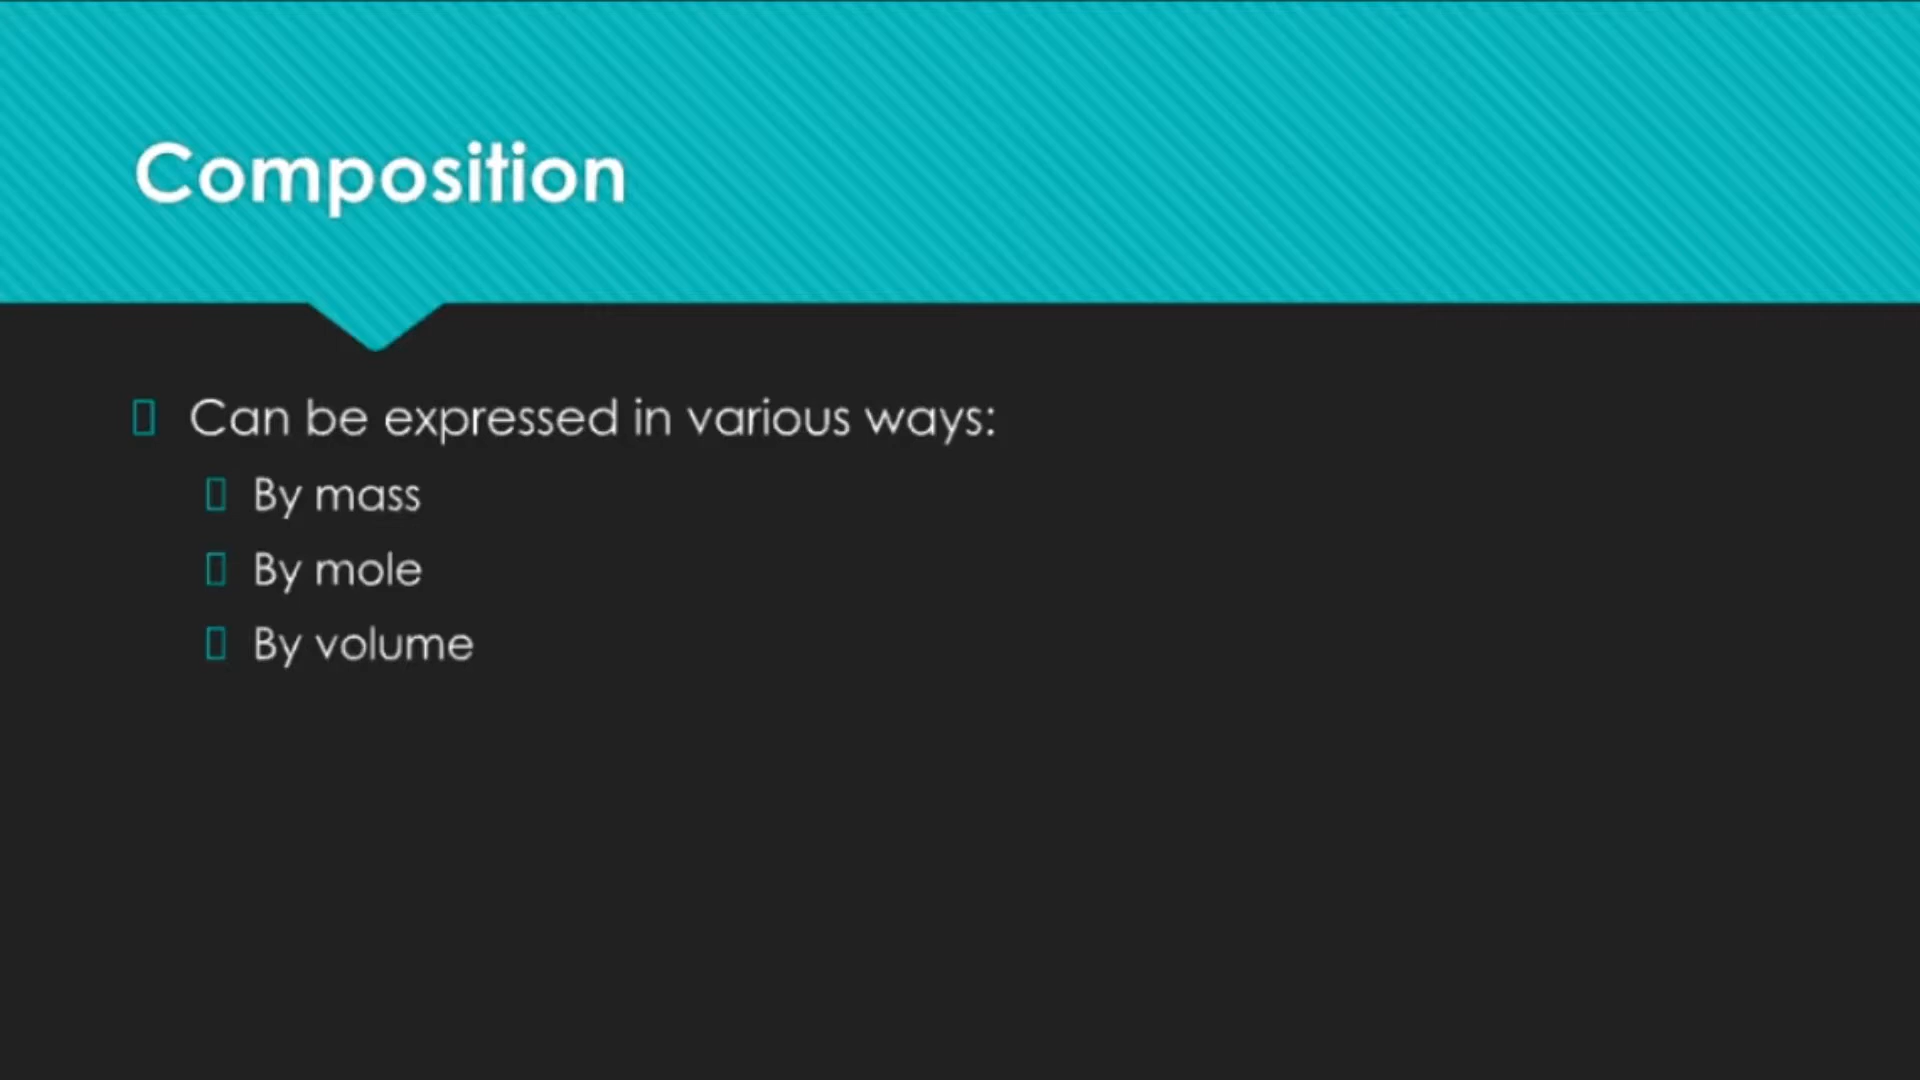 Composition
Can be expressed in various ways:
By mass
By mole
By volume